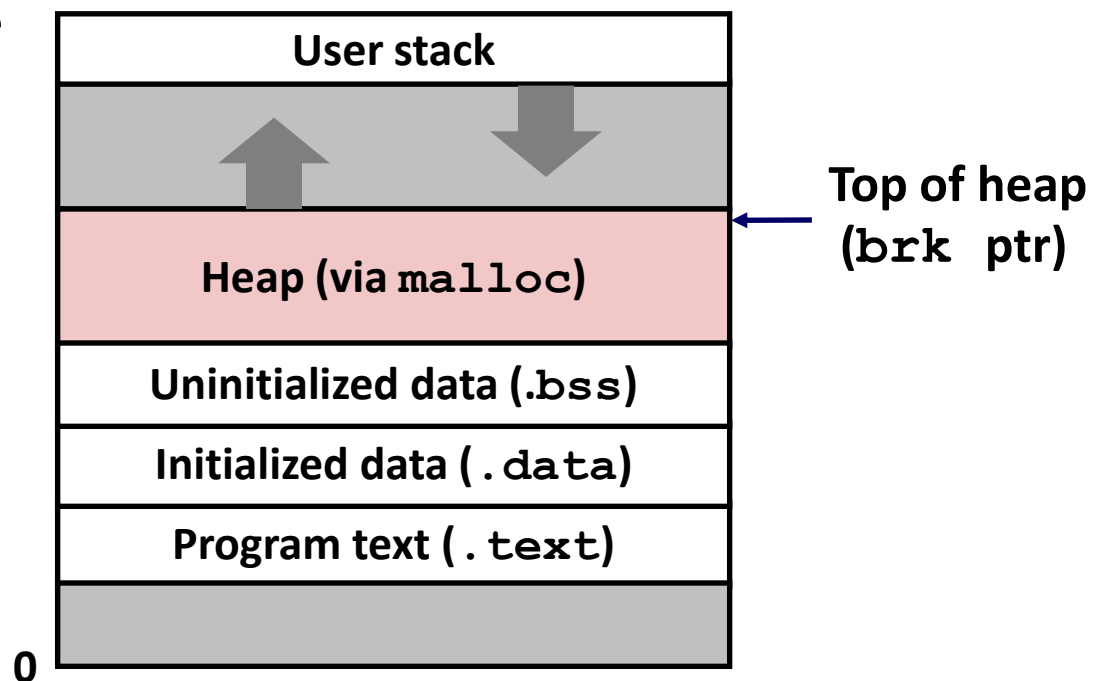 User stack
Top of heap
(brk ptr)
Heap (via malloc)
Uninitialized data (.bss)
Initialized data (.data)
Program text (.text)
0